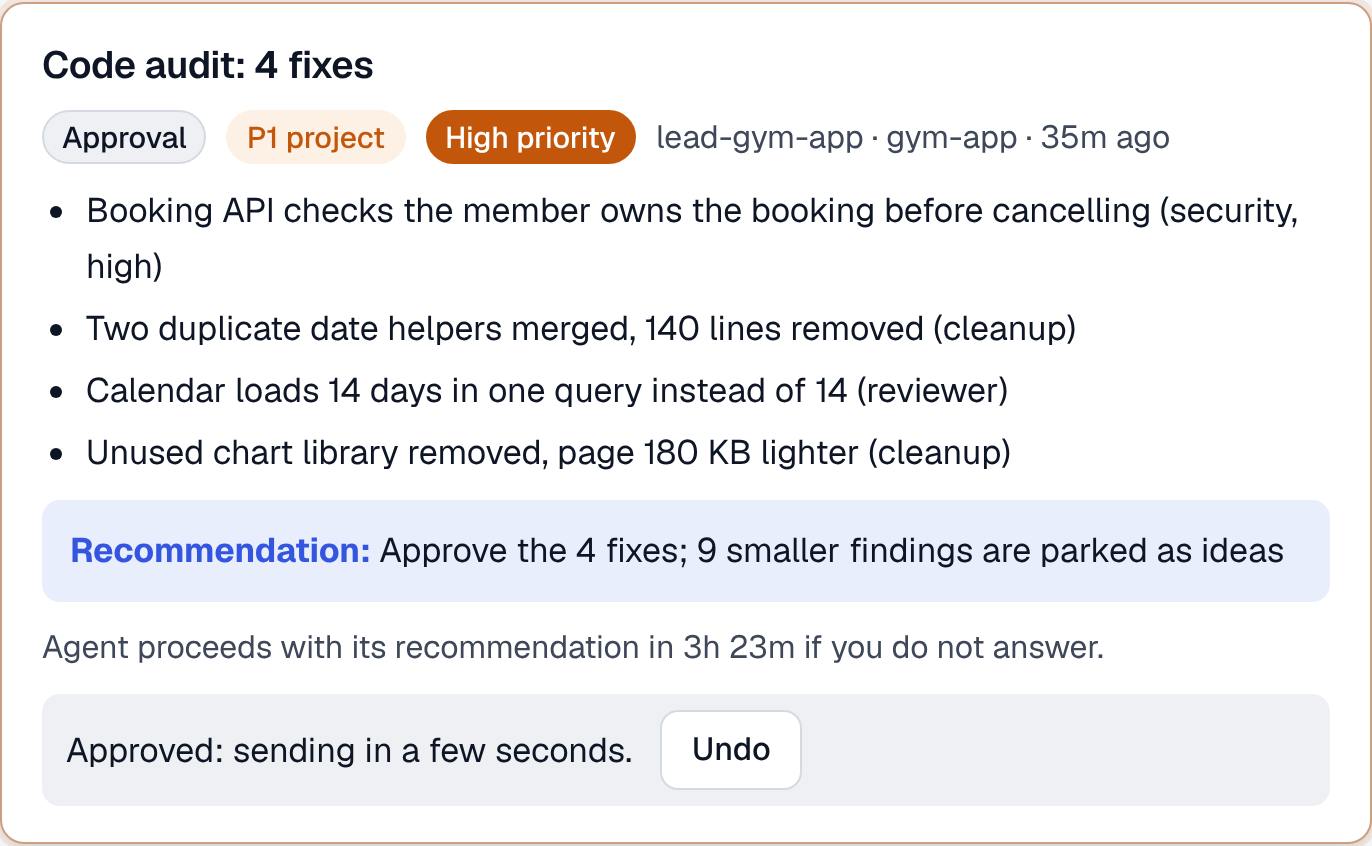 Code audit: 4 fixes
Approval P1 project High priority lead-gym-app · gym-app · 35m ago
• Booking API checks the member owns the booking before cancelling (security,
high)
• Two duplicate date helpers merged, 140 lines removed (cleanup)
• Calendar loads 14 days in one query instead of 14 (reviewer)
• Unused chart library removed, page 180 KB lighter (cleanup)
Recommendation: Approve the 4 fixes; 9 smaller findings are parked as ideas
Agent proceeds with its recommendation in 3h 23m if you do not answer.
Approved: sending in a few seconds. Undo